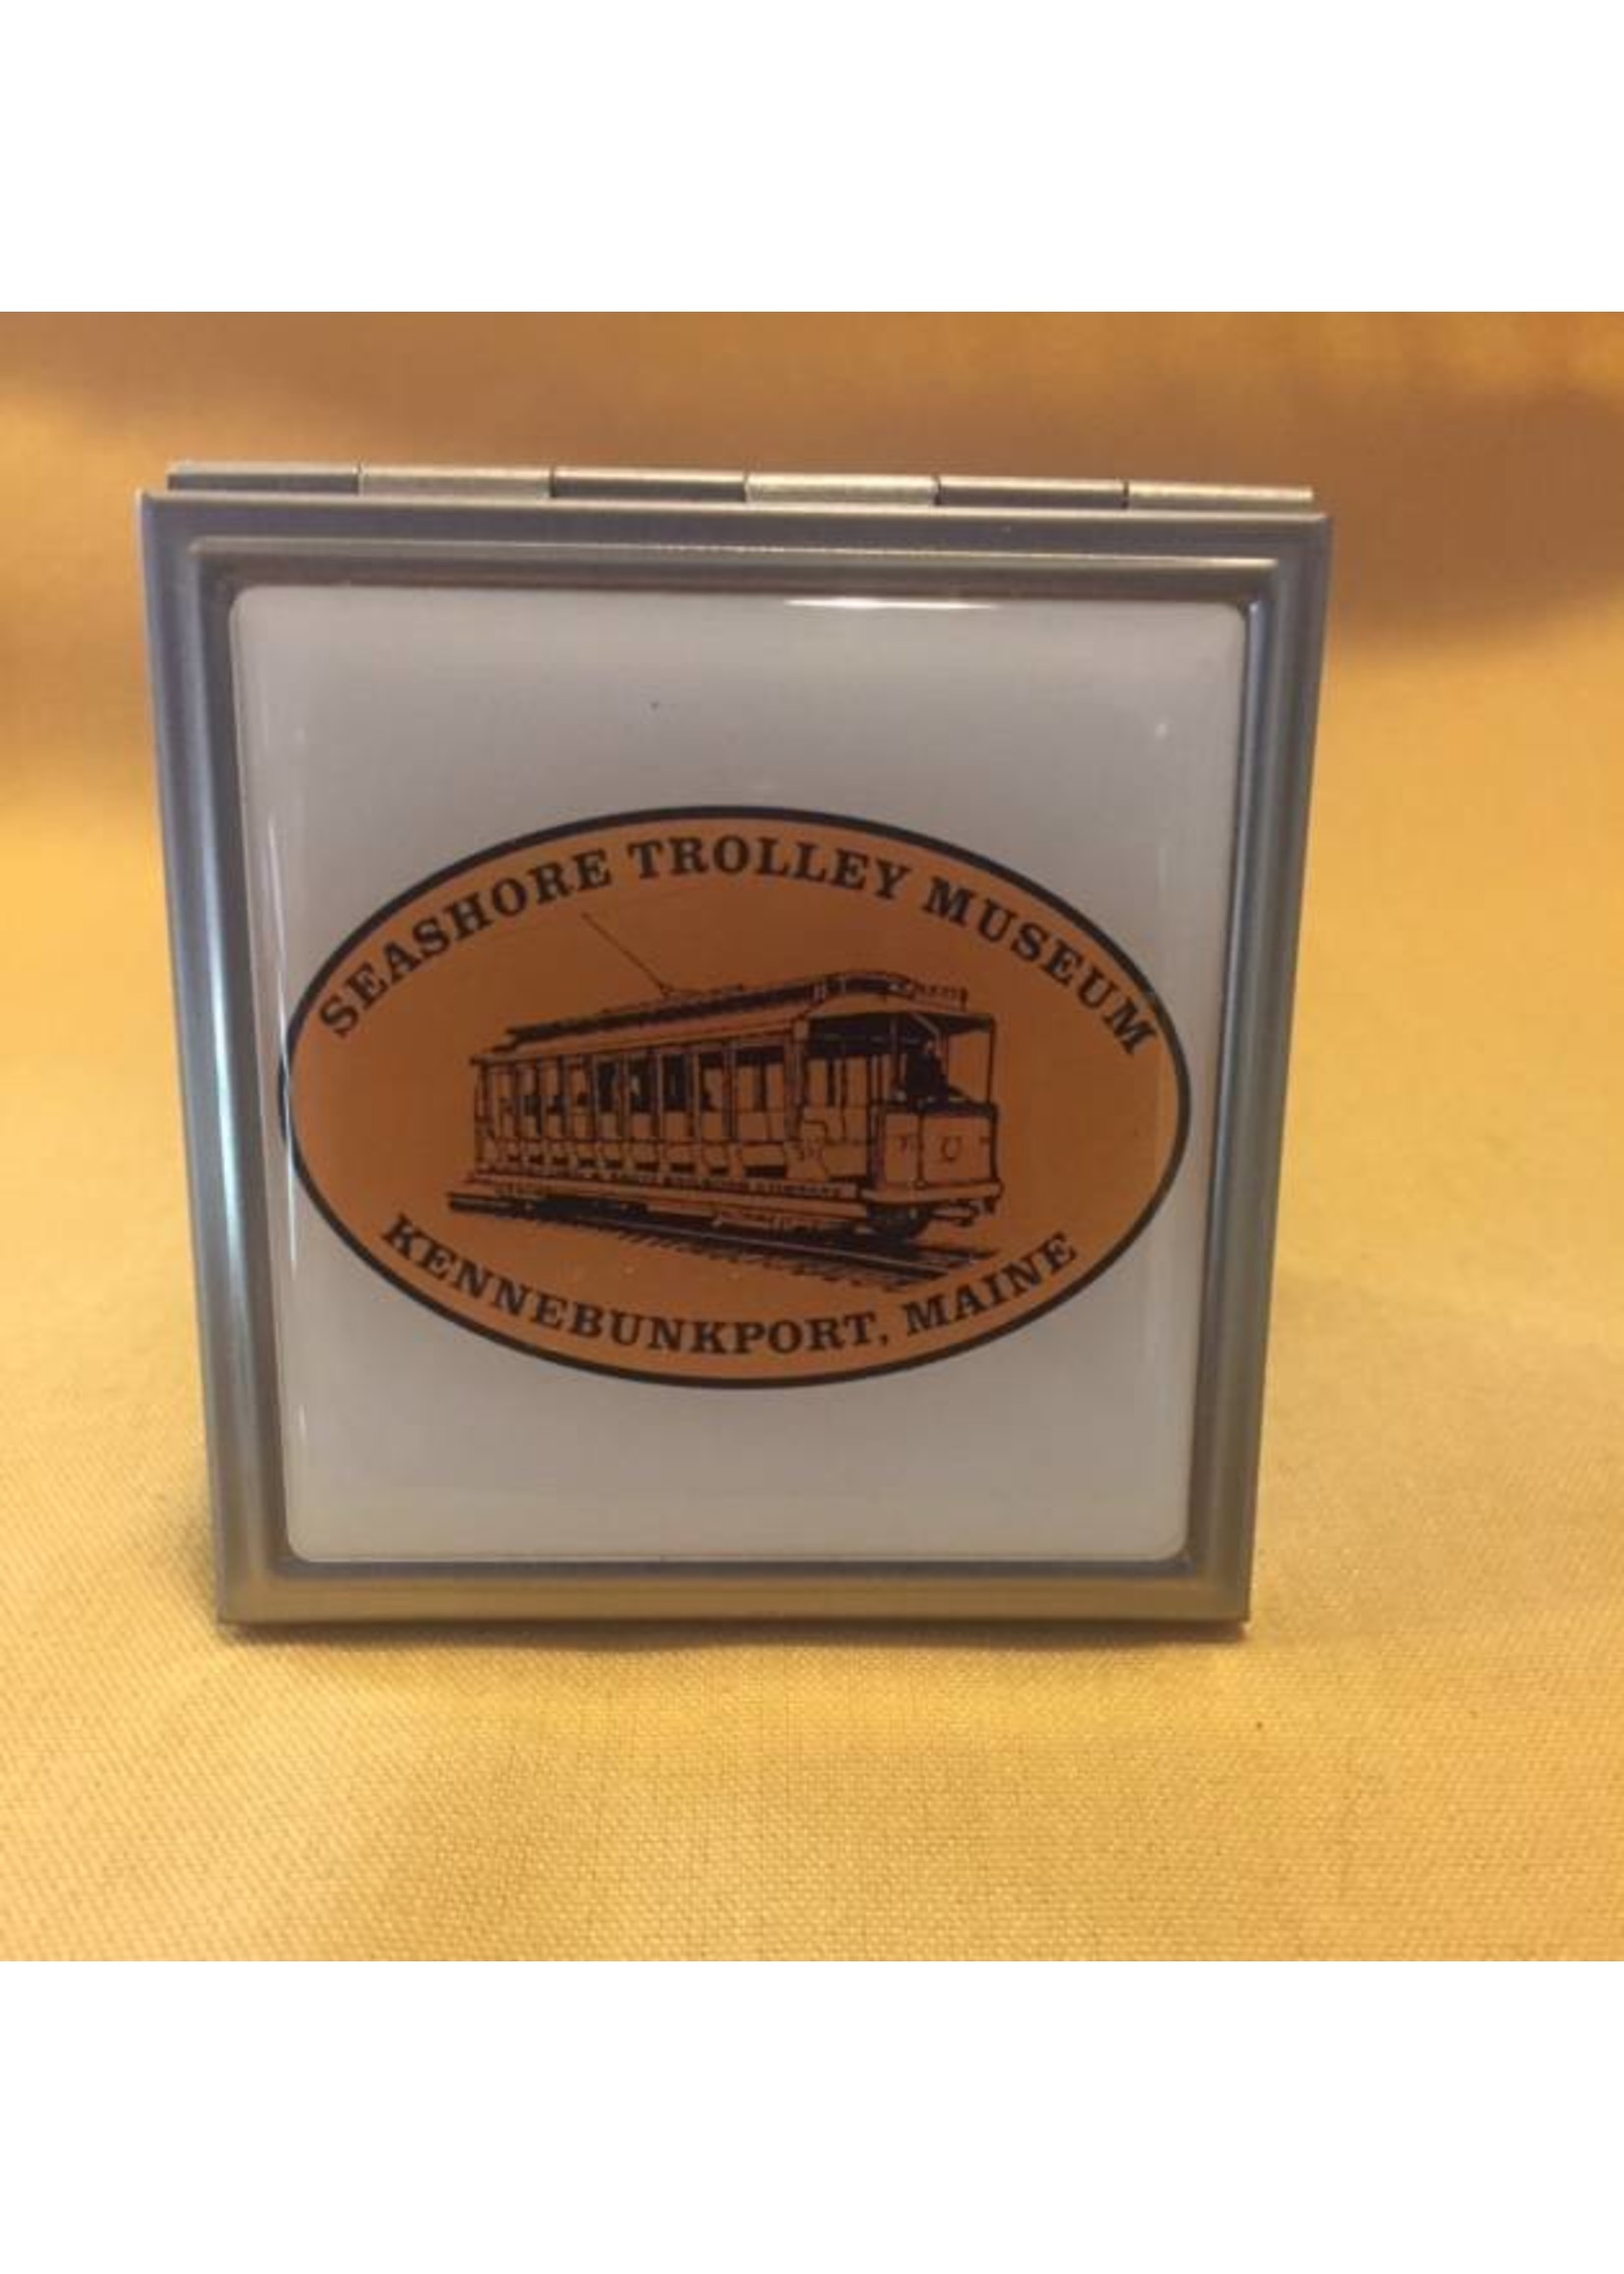 SEASHORE TROLLEY MUSEUM
KENNEBUNKPORT, MAINE